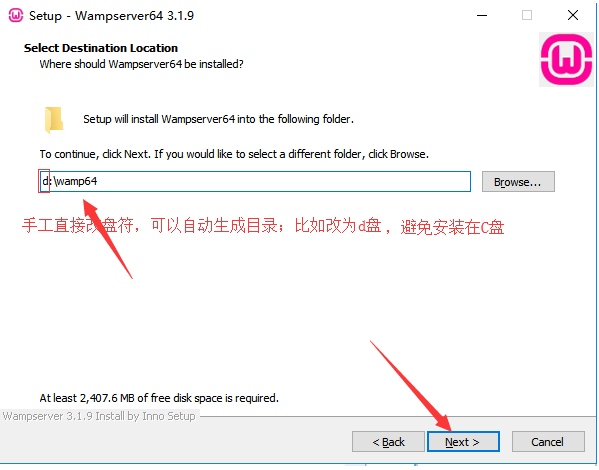 Setup - Wampserver64 3.1.9
Select Destination Location
Where should Wampserver64 be installed?
Setup will install Wampserver64 into the following folder.
To continue, click Next. If you would like to select a different folder, click Browse.
d:\wamp64
Browse...
手工直接改盘符，可以自动生成目录；比如改为d盘，避免安装在C盘
At least 2,407.6 MB of free disk space is required.
Wampserver 3.1.9 Install by Inno Setup
< Back
Next >
Cancel